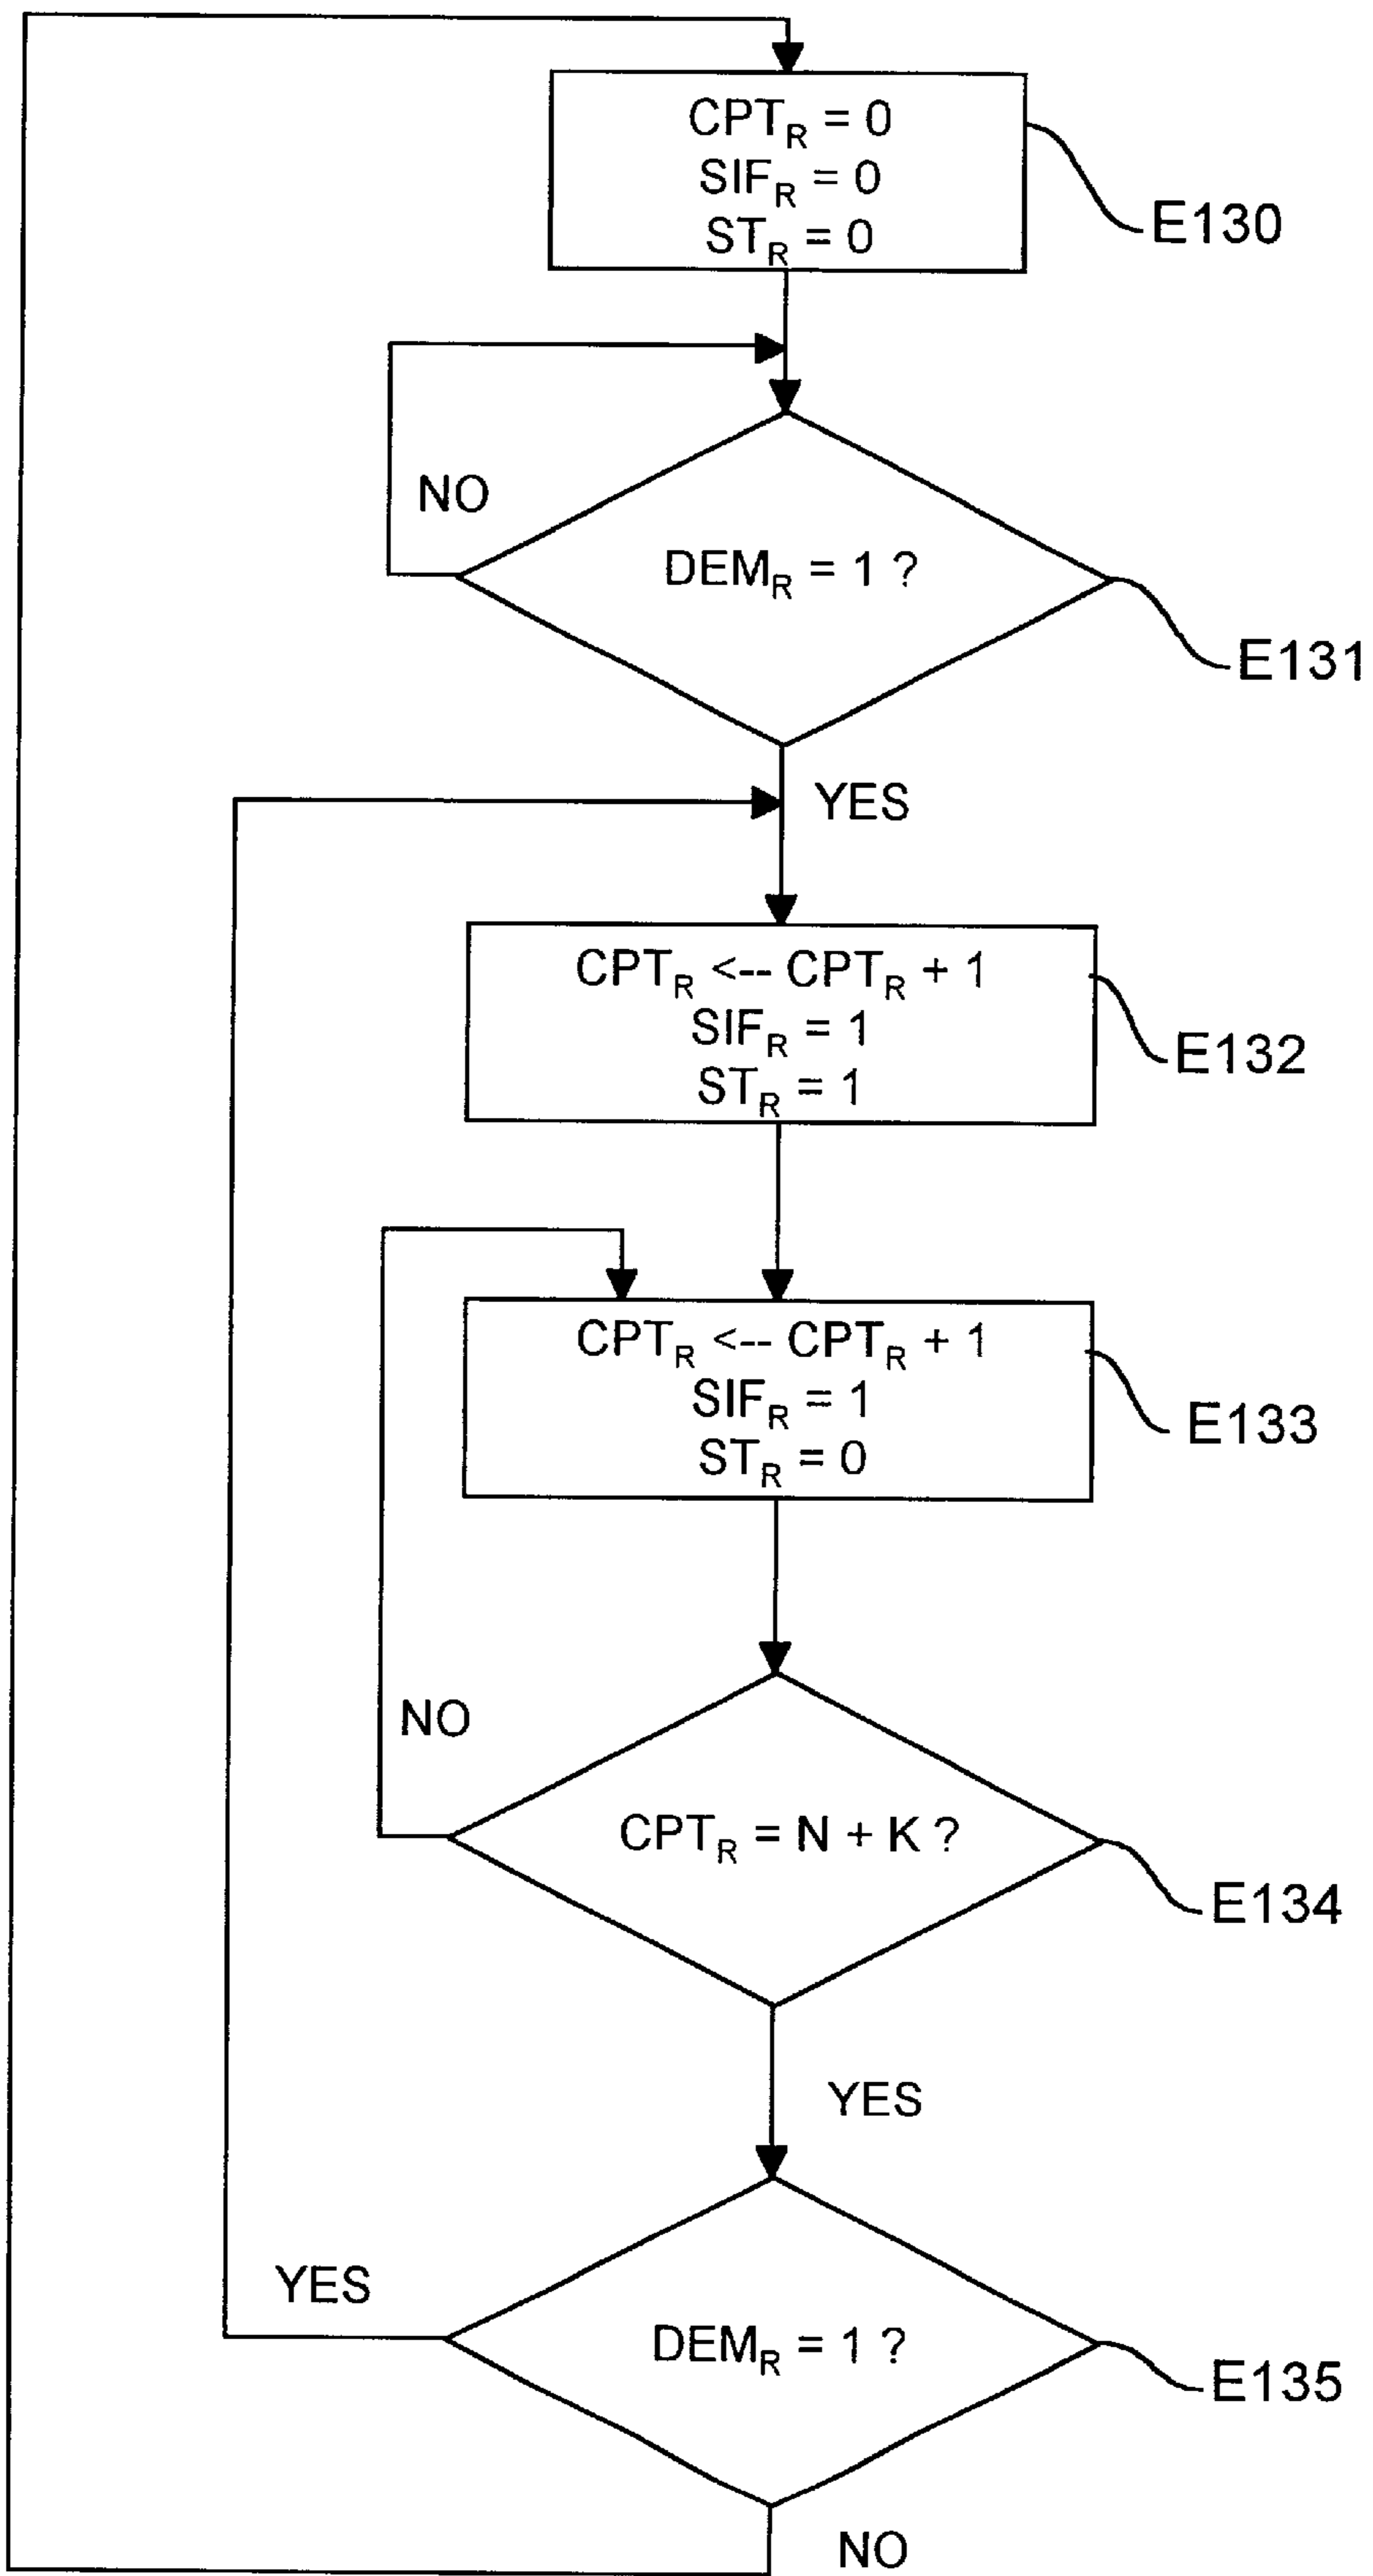 CPT_R = 0
SIF_R = 0
ST_R = 0
E130
NO
DEM_R = 1 ?
E131
YES
CPT_R <-- CPT_R + 1
SIF_R = 1
ST_R = 1
E132
CPT_R <-- CPT_R + 1
SIF_R = 1
ST_R = 0
E133
NO
CPT_R = N + K ?
E134
YES
YES
DEM_R = 1 ?
E135
NO